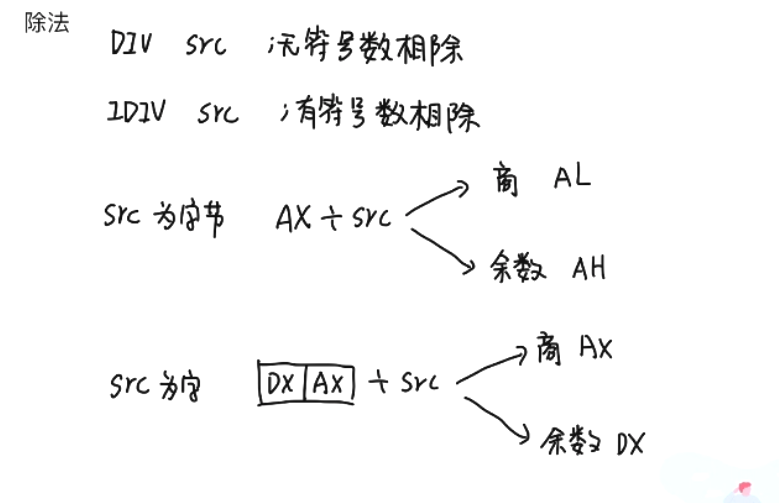 除法
DIV src ;无符号数相除
IDIV src ;有符号数相除
商 AL
src 为字节 AX ÷ src
余数 AH
商 AX
src 为字 DX AX ÷ src
余数 DX